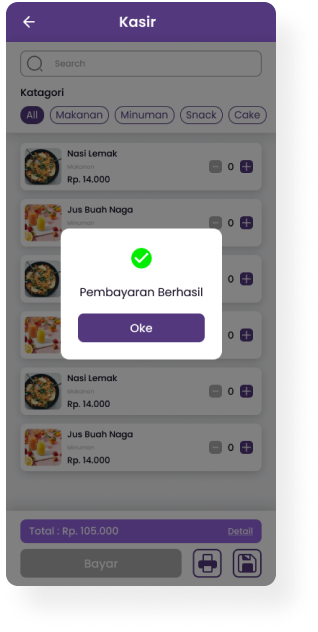 Kasir
Search
Katagori
All Makanan Minuman Snack Cake
Nasi Lemak
Makanan
0
Rp. 14.000
Jus Buah Naga
Minuman
0
0
Pembayaran Berhasil
Oke
0
Nasi Lemak
Makanan
0
Rp. 14.000
Jus Buah Naga
Minuman
0
Rp. 14.000
Total : Rp. 105.000 Detail
Bayar